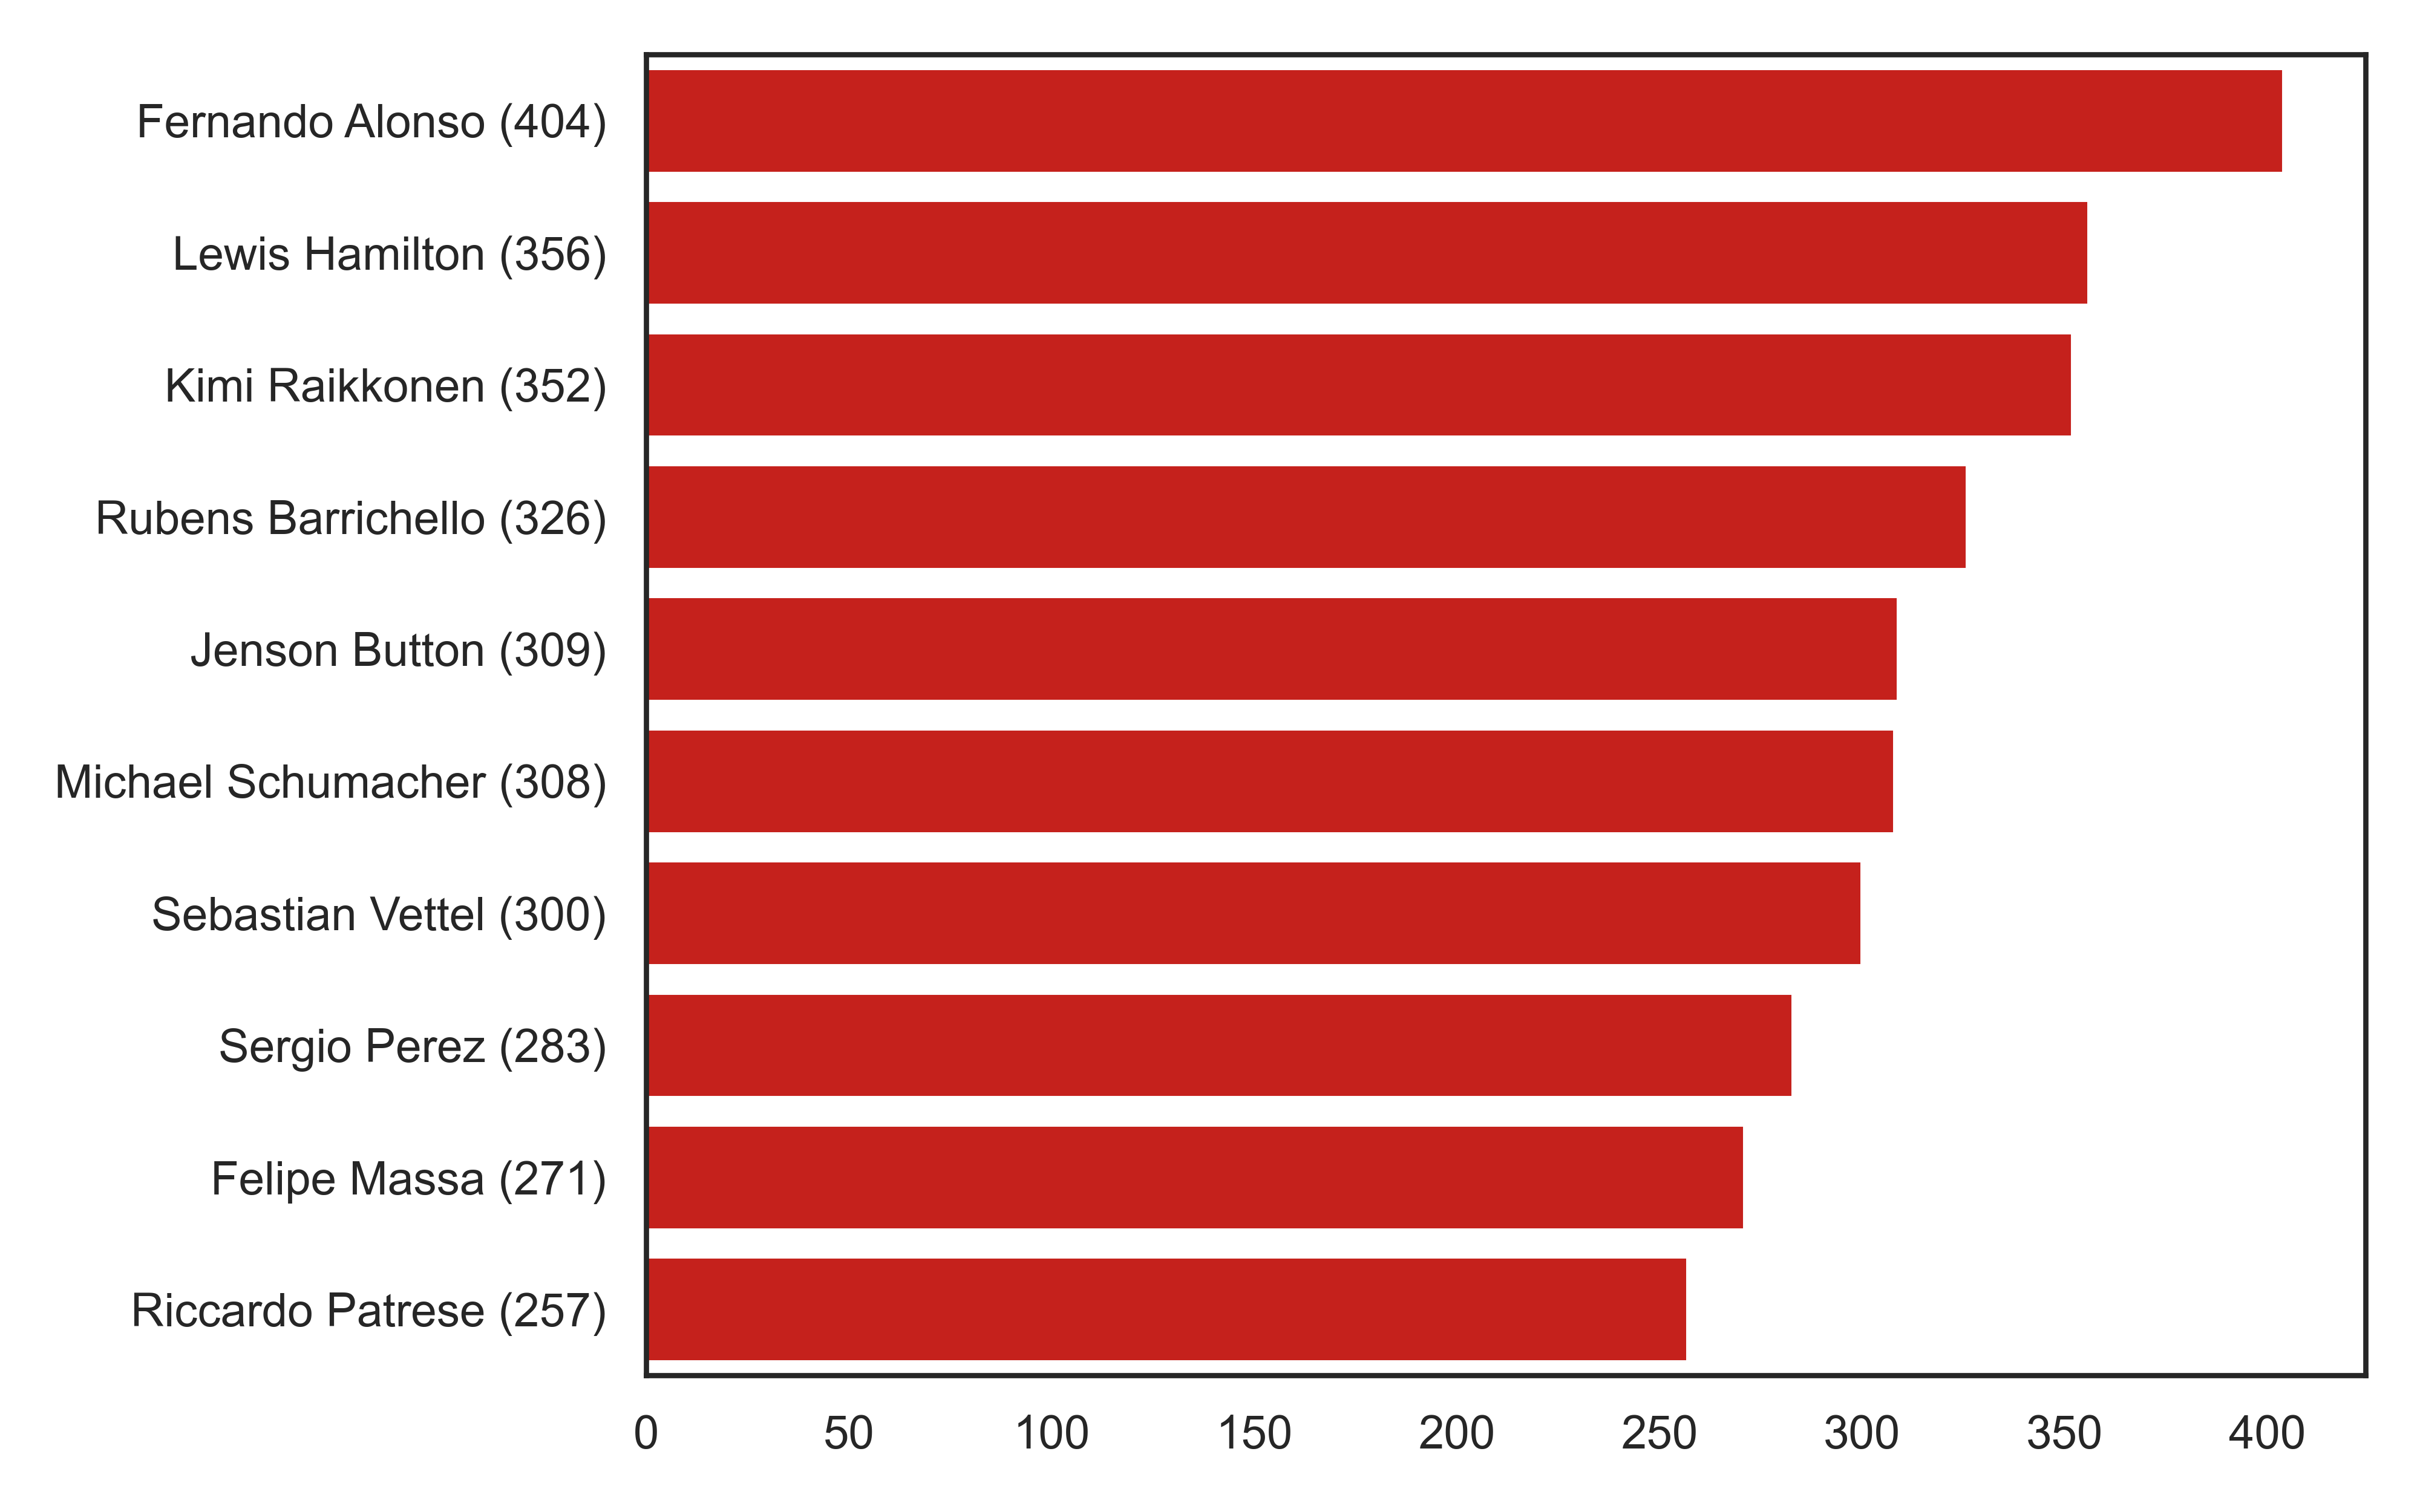 Fernando Alonso (404)
Lewis Hamilton (356)
Kimi Raikkonen (352)
Rubens Barrichello (326)
Jenson Button (309)
Michael Schumacher (308)
Sebastian Vettel (300)
Sergio Perez (283)
Felipe Massa (271)
Riccardo Patrese (257)
0 50 100 150 200 250 300 350 400